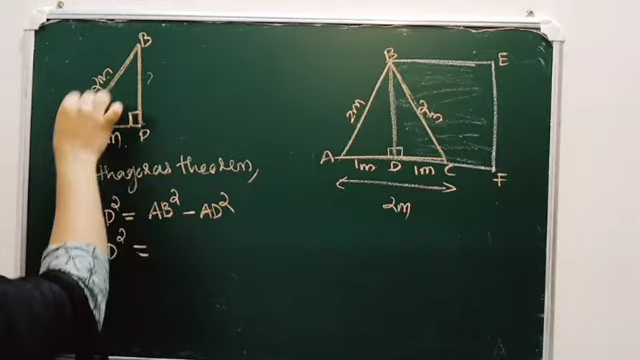 B
2m
?
m
D
thagoras theorem,
D² = AB² - AD²
D² =
B
E
2m
2m
A
1m
D
1m
C
F
2m